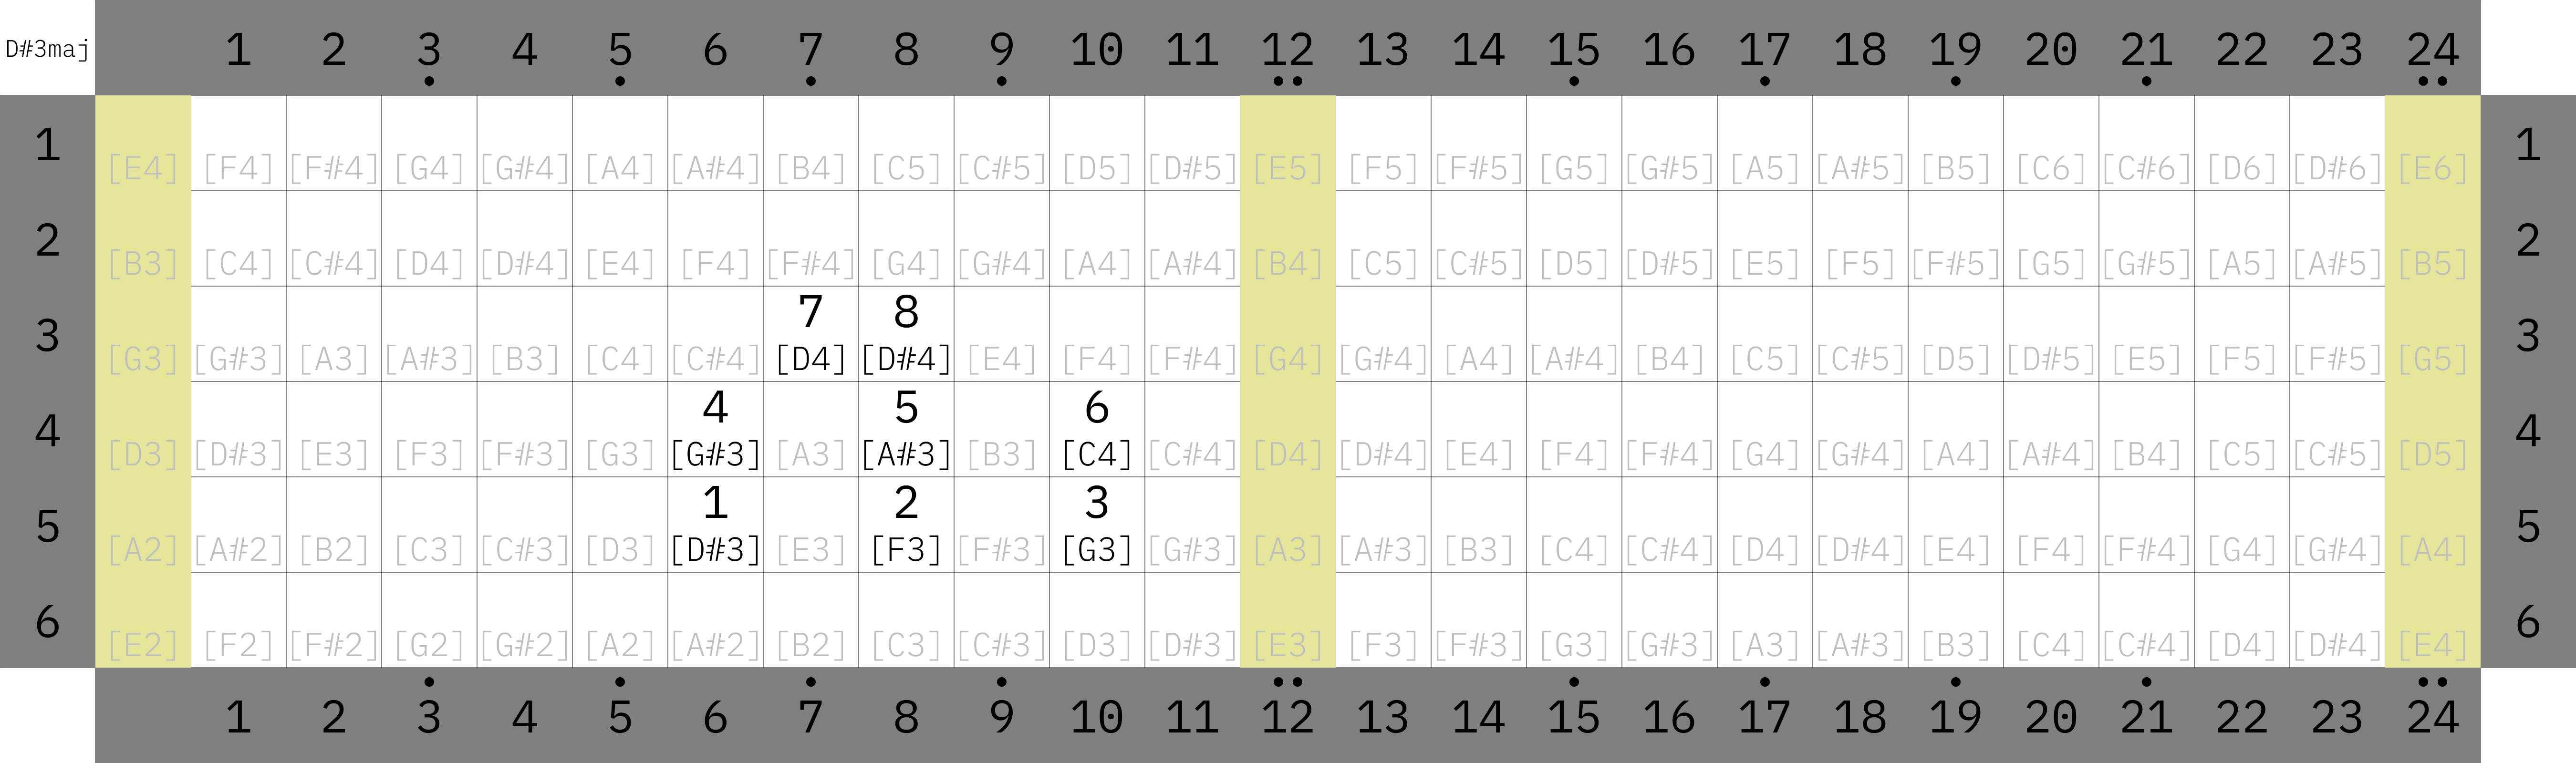 D#3maj 1 2 3 4 5 6 7 8 9 10 11 12 13 14 15 16 17 18 19 20 21 22 23 24
1 [E4] [F4] [F#4] [G4] [G#4] [A4] [A#4] [B4] [C5] [C#5] [D5] [D#5] [E5] [F5] [F#5] [G5] [G#5] [A5] [A#5] [B5] [C6] [C#6] [D6] [D#6] [E6] 1
2 [B3] [C4] [C#4] [D4] [D#4] [E4] [F4] [F#4] [G4] [G#4] [A4] [A#4] [B4] [C5] [C#5] [D5] [D#5] [E5] [F5] [F#5] [G5] [G#5] [A5] [A#5] [B5] 2
7 8
3 [G3] [G#3] [A3] [A#3] [B3] [C4] [C#4] [D4] [D#4] [E4] [F4] [F#4] [G4] [G#4] [A4] [A#4] [B4] [C5] [C#5] [D5] [D#5] [E5] [F5] [F#5] [G5] 3
4 5 6
4 [D3] [D#3] [E3] [F3] [F#3] [G3] [G#3] [A3] [A#3] [B3] [C4] [C#4] [D4] [D#4] [E4] [F4] [F#4] [G4] [G#4] [A4] [A#4] [B4] [C5] [C#5] [D5] 4
1 2 3
5 [A2] [A#2] [B2] [C3] [C#3] [D3] [D#3] [E3] [F3] [F#3] [G3] [G#3] [A3] [A#3] [B3] [C4] [C#4] [D4] [D#4] [E4] [F4] [F#4] [G4] [G#4] [A4] 5
6 [E2] [F2] [F#2] [G2] [G#2] [A2] [A#2] [B2] [C3] [C#3] [D3] [D#3] [E3] [F3] [F#3] [G3] [G#3] [A3] [A#3] [B3] [C4] [C#4] [D4] [D#4] [E4] 6
1 2 3 4 5 6 7 8 9 10 11 12 13 14 15 16 17 18 19 20 21 22 23 24